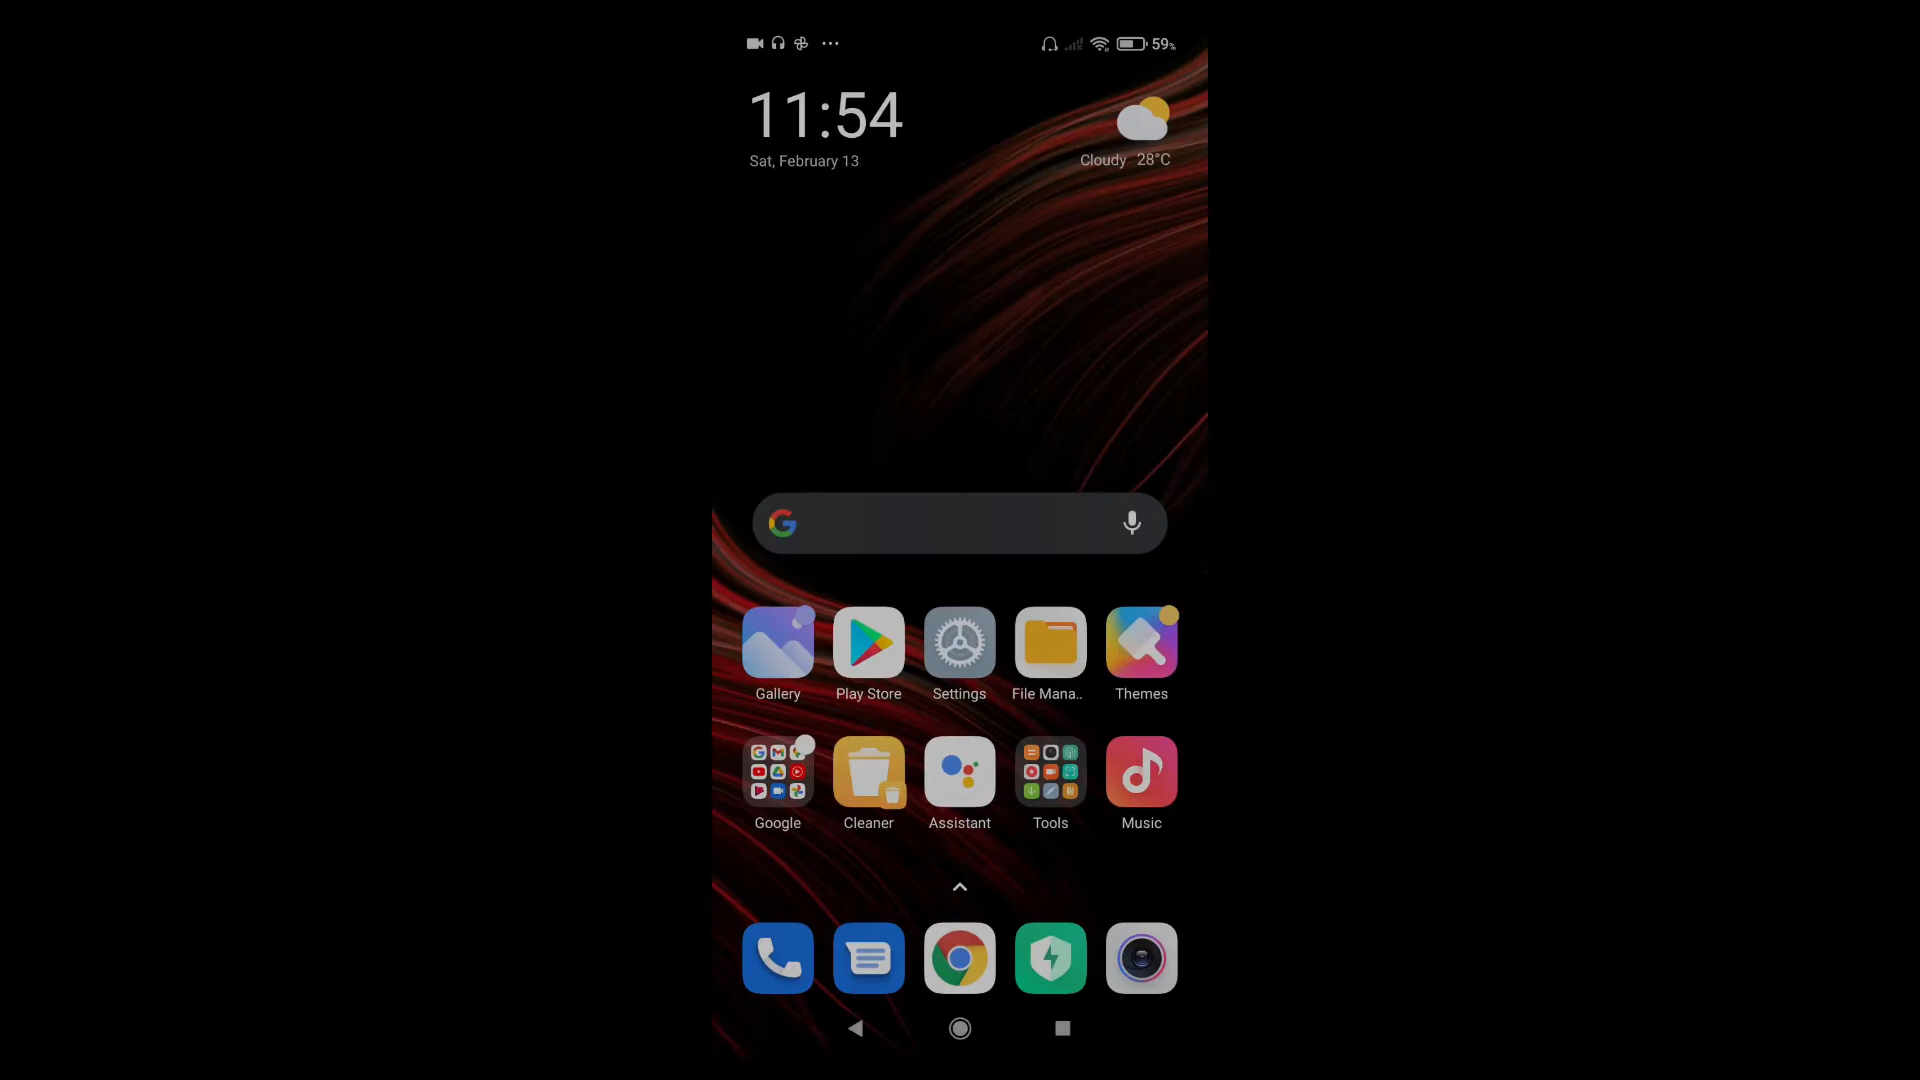 59%
11:54
Sat, February 13
Cloudy 28°C
Gallery
Play Store
Settings
File Mana..
Themes
Google
Cleaner
Assistant
Tools
Music